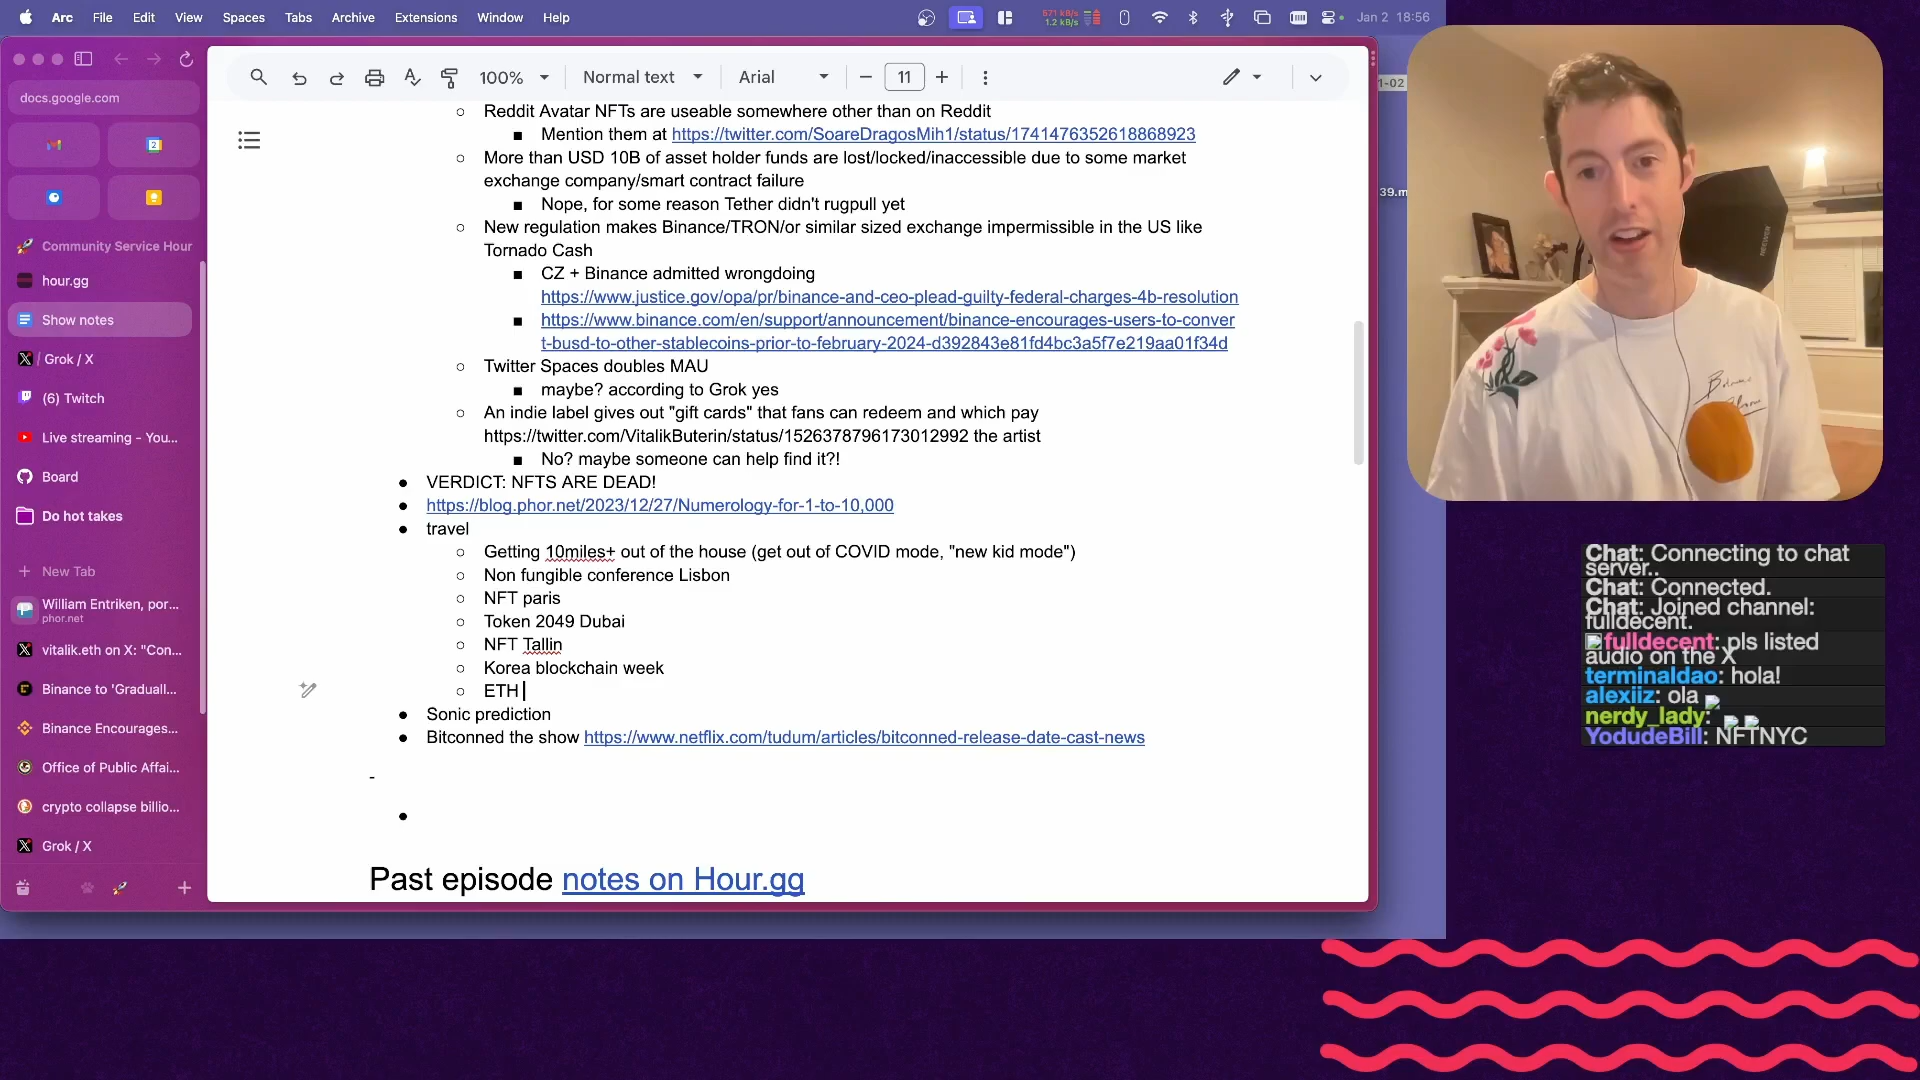 Arc File Edit View Spaces Tabs Archive Extensions Window Help
571 kB/s
1.2 kB/s
Jan 2 18:56
docs.google.com
2
Community Service Hour
hour.gg
Show notes
/ Grok / X
(6) Twitch
Live streaming - You...
Board
Do hot takes
New Tab
William Entriken, por...
phor.net
vitalik.eth on X: "Con...
Binance to 'Graduall...
Binance Encourages...
Office of Public Affai...
crypto collapse billio...
Grok / X
100% Normal text Arial 11
Reddit Avatar NFTs are useable somewhere other than on Reddit
Mention them at https://twitter.com/SoareDragosMih1/status/1741476352618868923
More than USD 10B of asset holder funds are lost/locked/inaccessible due to some market
exchange company/smart contract failure
Nope, for some reason Tether didn't rugpull yet
New regulation makes Binance/TRON/or similar sized exchange impermissible in the US like
Tornado Cash
CZ + Binance admitted wrongdoing
https://www.justice.gov/opa/pr/binance-and-ceo-plead-guilty-federal-charges-4b-resolution
https://www.binance.com/en/support/announcement/binance-encourages-users-to-conver
t-busd-to-other-stablecoins-prior-to-february-2024-d392843e81fd4bc3a5f7e219aa01f34d
Twitter Spaces doubles MAU
maybe? according to Grok yes
An indie label gives out "gift cards" that fans can redeem and which pay
https://twitter.com/VitalikButerin/status/1526378796173012992 the artist
No? maybe someone can help find it?!
VERDICT: NFTS ARE DEAD!
https://blog.phor.net/2023/12/27/Numerology-for-1-to-10,000
travel
Getting 10miles+ out of the house (get out of COVID mode, "new kid mode")
Non fungible conference Lisbon
NFT paris
Token 2049 Dubai
NFT Tallin
Korea blockchain week
ETH
Sonic prediction
Bitconned the show https://www.netflix.com/tudum/articles/bitconned-release-date-cast-news
-
Past episode notes on Hour.gg
1-02
39.m
NEEWER
Chat: Connecting to chat
server..
Chat: Connected.
Chat: Joined channel:
fulldecent.
fulldecent: pls listed
audio on the X
terminaldao: hola!
alexiiz: ola
nerdy_lady:
YodudeBill: NFTNYC